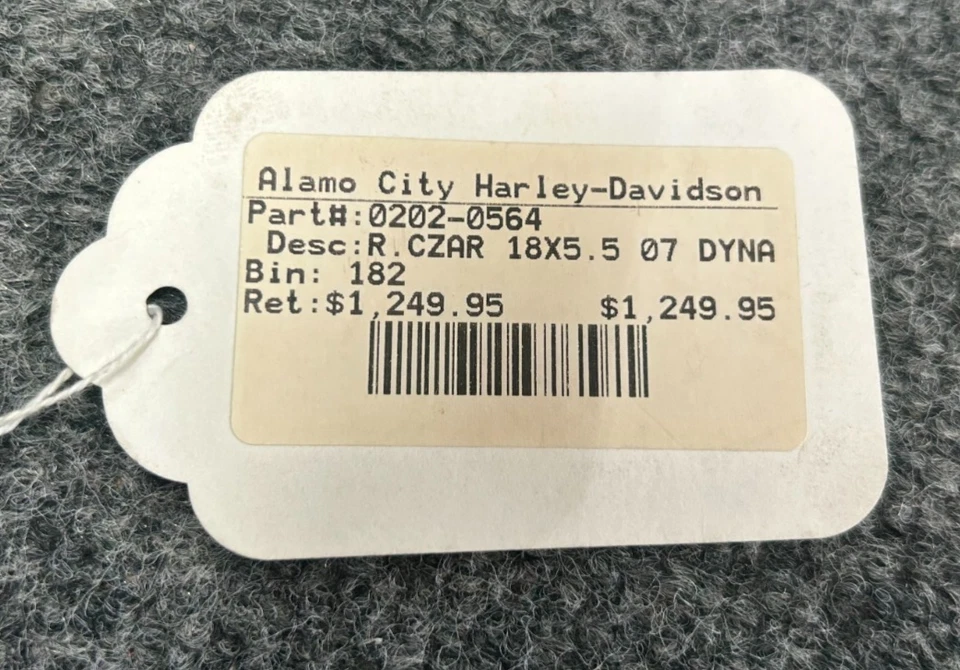 Alamo City Harley-Davidson
Part#:0202-0564
Desc:R.CZAR 18X5.5 07 DYNA
Bin: 182
Ret:$1,249.95 $1,249.95